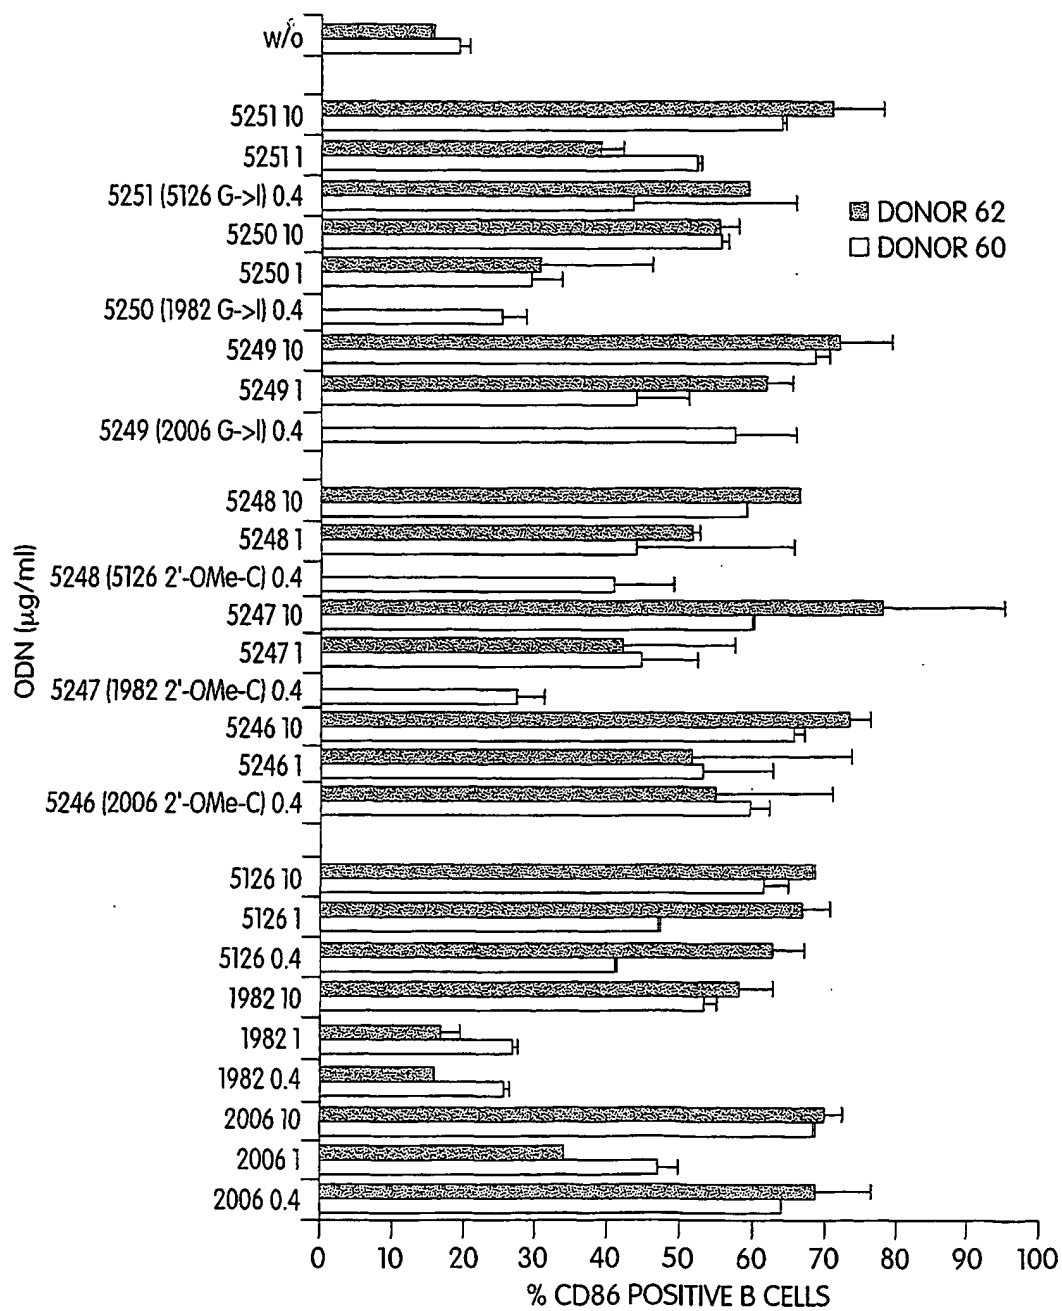 w/o
5251 10
5251 1
5251 (5126 G->I) 0.4
5250 10
5250 1
5250 (1982 G->I) 0.4
5249 10
5249 1
5249 (2006 G->I) 0.4
5248 10
5248 1
5248 (5126 2'-OMe-C) 0.4
5247 10
5247 1
5247 (1982 2'-OMe-C) 0.4
5246 10
5246 1
5246 (2006 2'-OMe-C) 0.4
5126 10
5126 1
5126 0.4
1982 10
1982 1
1982 0.4
2006 10
2006 1
2006 0.4
ODN (µg/ml)
DONOR 62
DONOR 60
0 10 20 30 40 50 60 70 80 90 100
% CD86 POSITIVE B CELLS